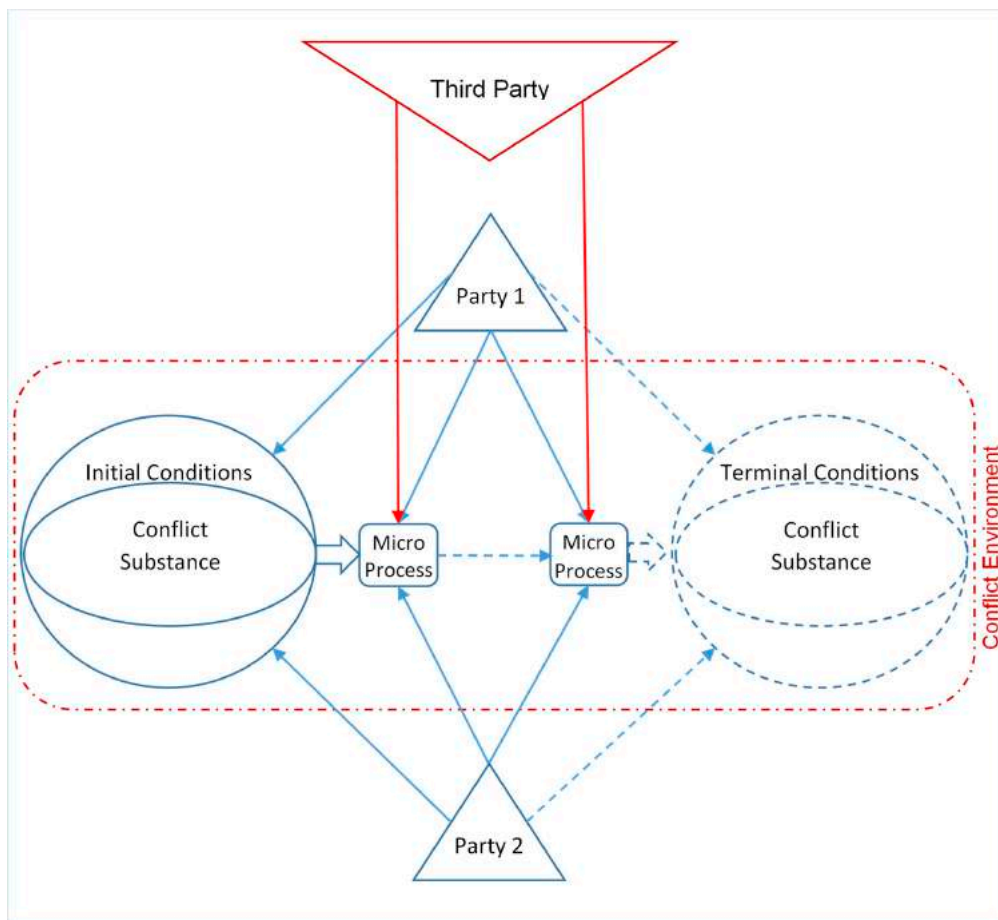 Third Party
Party 1
Initial Conditions
Conflict
Substance
Micro
Process
Micro
Process
Terminal Conditions
Conflict
Substance
Conflict Environment
Party 2